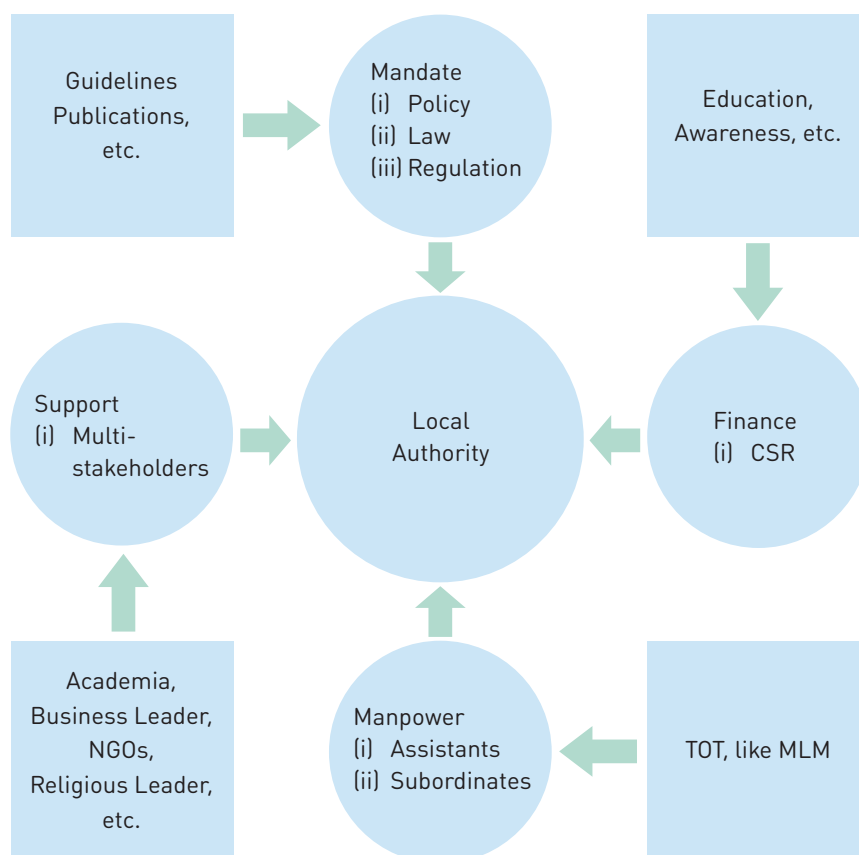 Guidelines
Publications,
etc.
Mandate
(i) Policy
(ii) Law
(iii) Regulation
Education,
Awareness, etc.
Support
(i) Multi-
stakeholders
Local
Authority
Finance
(i) CSR
Academia,
Business Leader,
NGOs,
Religious Leader,
etc.
Manpower
(i) Assistants
(ii) Subordinates
TOT, like MLM